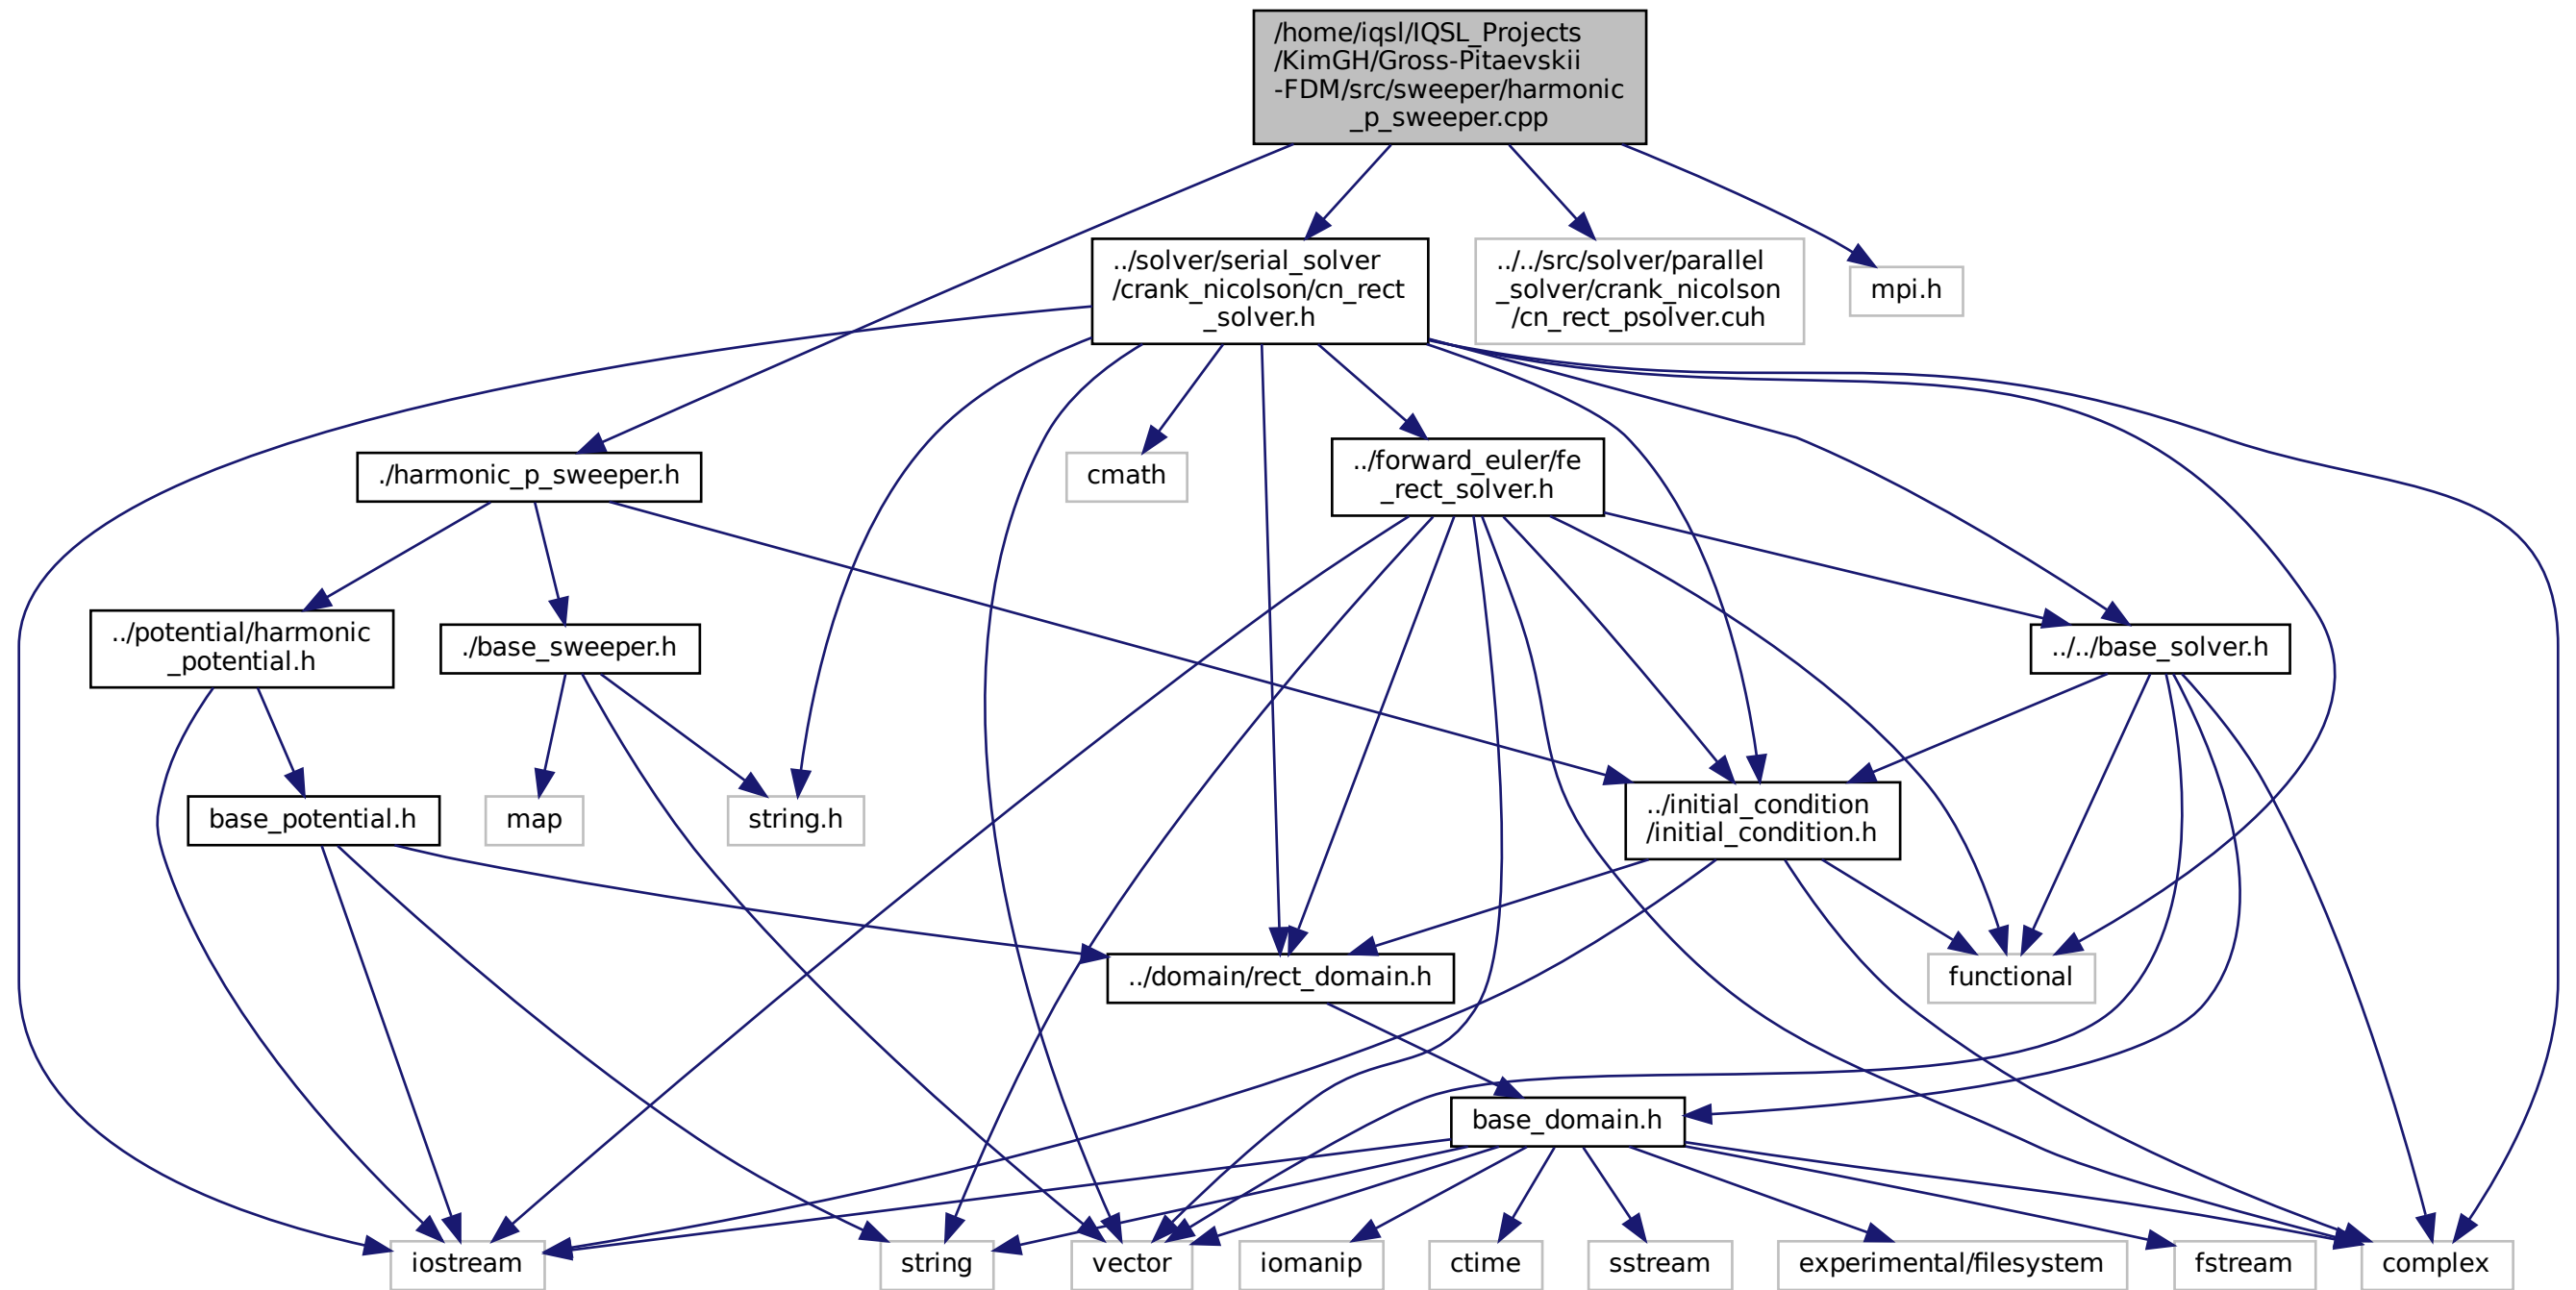 /home/iqsl/IQSL_Projects
/KimGH/Gross-Pitaevskii
-FDM/src/sweeper/harmonic
_p_sweeper.cpp
../solver/serial_solver
/crank_nicolson/cn_rect
_solver.h
../../src/solver/parallel
_solver/crank_nicolson
/cn_rect_psolver.cuh
mpi.h
./harmonic_p_sweeper.h
cmath
../forward_euler/fe
_rect_solver.h
../potential/harmonic
_potential.h
./base_sweeper.h
../../base_solver.h
base_potential.h
map
string.h
../initial_condition
/initial_condition.h
../domain/rect_domain.h
functional
base_domain.h
iostream
string
vector
iomanip
ctime
sstream
experimental/filesystem
fstream
complex